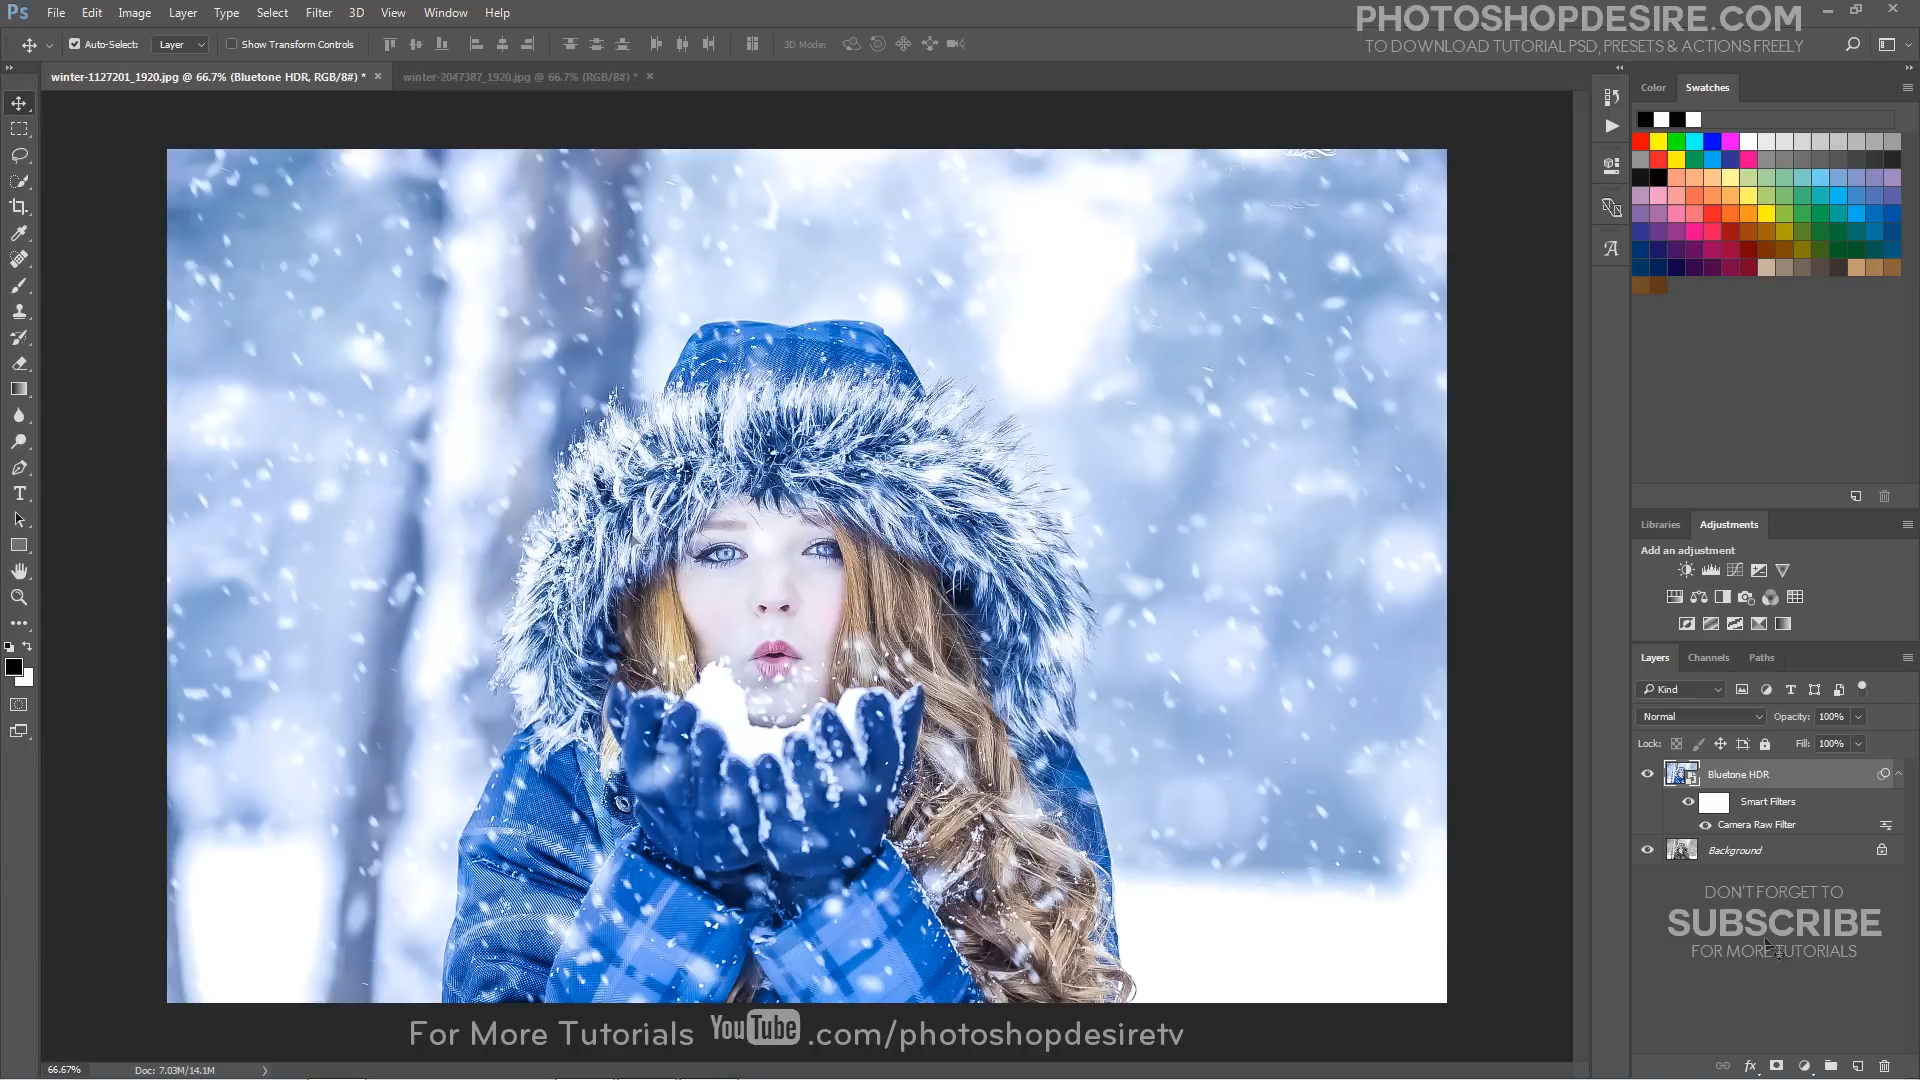 Ps File Edit Image Layer Type Select Filter 3D View Window Help
PHOTOSHOPDESIRE.COM
Auto-Select: Layer Show Transform Controls 3D Mode:
TO DOWNLOAD TUTORIAL PSD, PRESETS & ACTIONS FREELY
winter-1127201_1920.jpg @ 66.7% (Bluetone HDR, RGB/8#) * × winter-2047387_1920.jpg @ 66.7% (RGB/8#) * ×
Color Swatches
Libraries Adjustments
Add an adjustment
Layers Channels Paths
Kind
Normal Opacity: 100%
Lock: Fill: 100%
Bluetone HDR
Smart Filters
Camera Raw Filter
Background
DON'T FORGET TO
SUBSCRIBE
FOR MORE TUTORIALS
For More Tutorials YouTube .com/photoshopdesiretv
66.67% Doc: 7.03M/14.1M
fx